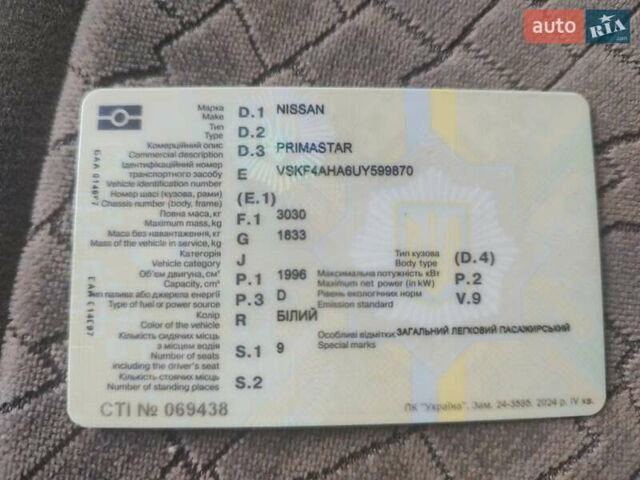 auto RIA.com
Марка D.1 NISSAN
Make
Тип D.2
Type
Комерційний опис D.3 PRIMASTAR
Commercial description
Ідентифікаційний номер
транспортного засобу E VSKF4AHA6UY599870
Vehicle identification number
Номер шасі (кузова, рами) (E.1)
Chassis number (body, frame)
Повна маса, кг F.1 3030
Maximum mass, kg
Маса без навантаження, кг G 1833
Mass of the vehicle in service, kg
Категорія J Тип кузова (D.4)
Vehicle category Body type
Об'єм двигуна, см³ P.1 1996 Максимальна потужність кВт P.2
Capacity, cm³ Maximum net power (in kW)
Тип палива або джерела енергії P.3 D Рівень екологічних норм V.9
Type of fuel or power source Emission standard
Колір R БІЛИЙ
Color of the vehicle
Кількість сидячих місць Особливі відмітки: ЗАГАЛЬНИЙ ЛЕГКОВИЙ ПАСАЖИРСЬКИЙ
з місцем водія S.1 9 Special marks
Number of seats
including the driver's seat
Кількість стоячих місць S.2
Number of standing places
СТІ № 069438
ПК "Україна". Зам. 24-3595. 2024 р. IV кв.